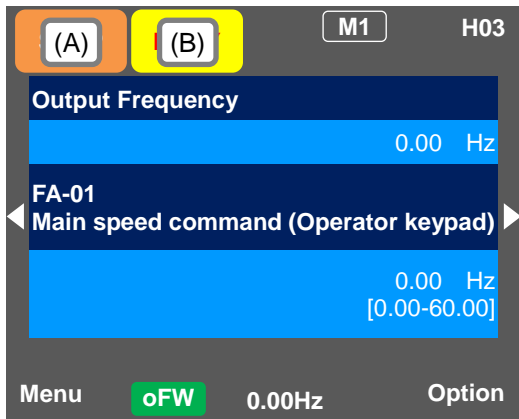 (A) (B) M1 H03
Output Frequency
0.00 Hz
FA-01
Main speed command (Operator keypad)
0.00 Hz
[0.00-60.00]
Menu oFW 0.00Hz Option